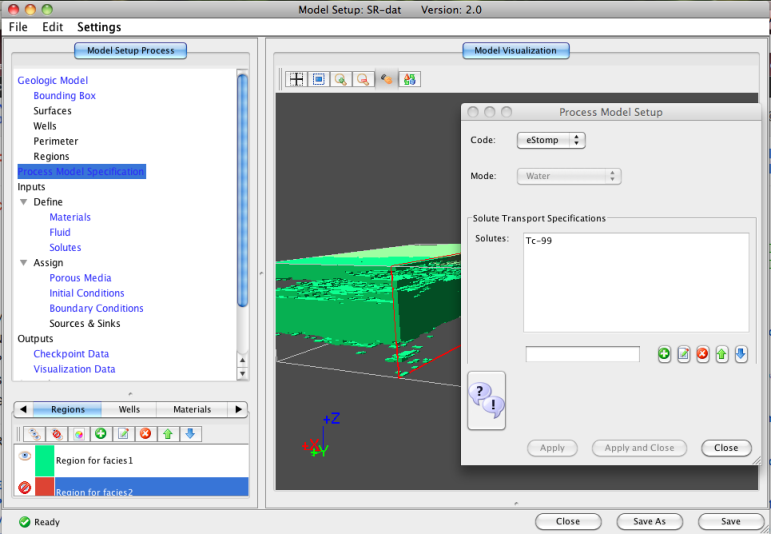 Model Setup: SR-dat Version: 2.0
File Edit Settings
Model Setup Process
Geologic Model
Bounding Box
Surfaces
Wells
Perimeter
Regions
Process Model Specification
Inputs
Define
Materials
Fluid
Solutes
Assign
Porous Media
Initial Conditions
Boundary Conditions
Sources & Sinks
Outputs
Checkpoint Data
Visualization Data
Regions Wells Materials
Region for facies1
Region for facies2
Model Visualization
+Z
+X
+Y
Process Model Setup
Code: eStomp
Mode: Water
Solute Transport Specifications
Solutes: Tc-99
Apply Apply and Close Close
Ready
Close Save As Save